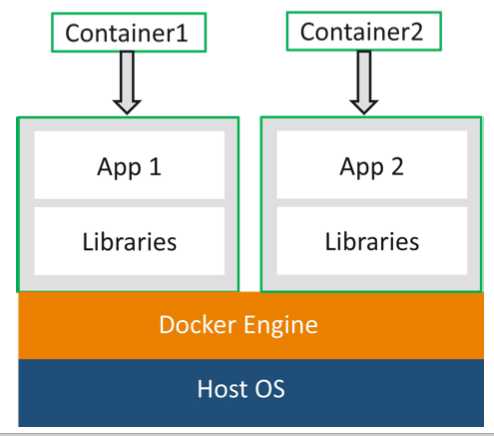 Container1
Container2
App 1
App 2
Libraries
Libraries
Docker Engine
Host OS